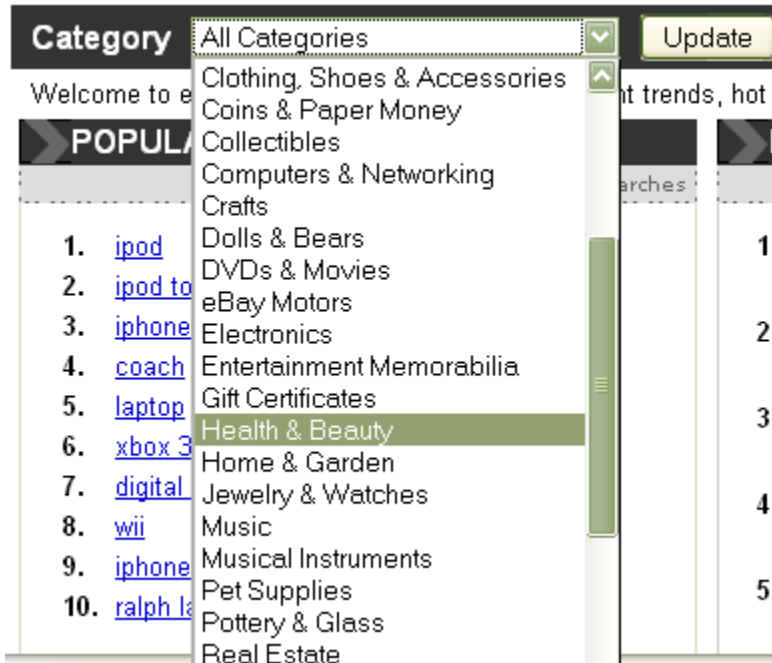 Category All Categories Update
Welcome to e
t trends, hot
POPUL
arches
1. ipod
2. ipod to
3. iphone
4. coach
5. laptop
6. xbox 3
7. digital
8. wii
9. iphone
10. ralph la
Clothing, Shoes & Accessories
Coins & Paper Money
Collectibles
Computers & Networking
Crafts
Dolls & Bears
DVDs & Movies
eBay Motors
Electronics
Entertainment Memorabilia
Gift Certificates
Health & Beauty
Home & Garden
Jewelry & Watches
Music
Musical Instruments
Pet Supplies
Pottery & Glass
Real Estate
1
2
3
4
5